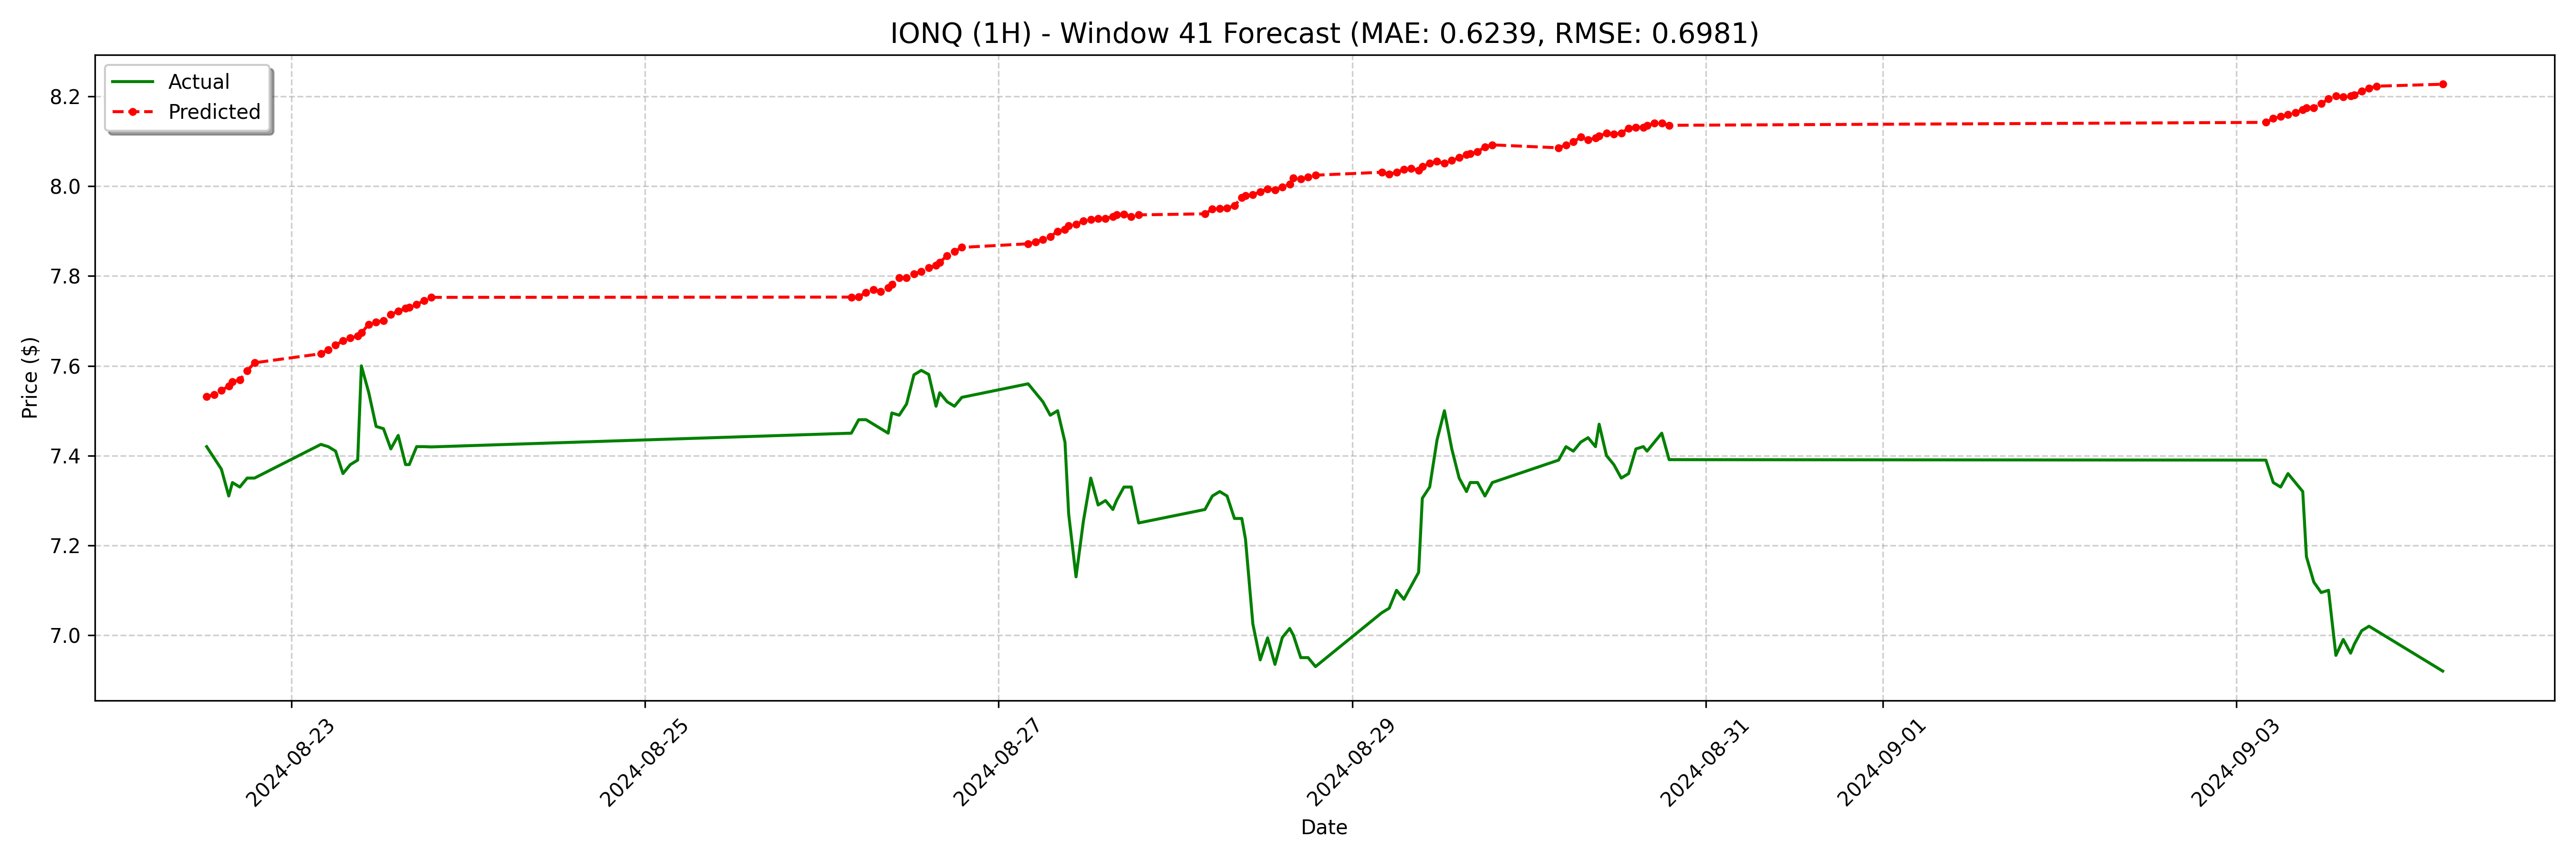 IONQ (1H) - Window 41 Forecast (MAE: 0.6239, RMSE: 0.6981)
Actual
Predicted
Price ($)
8.2
8.0
7.8
7.6
7.4
7.2
7.0
2024-08-23
2024-08-25
2024-08-27
2024-08-29
2024-08-31
2024-09-01
2024-09-03
Date